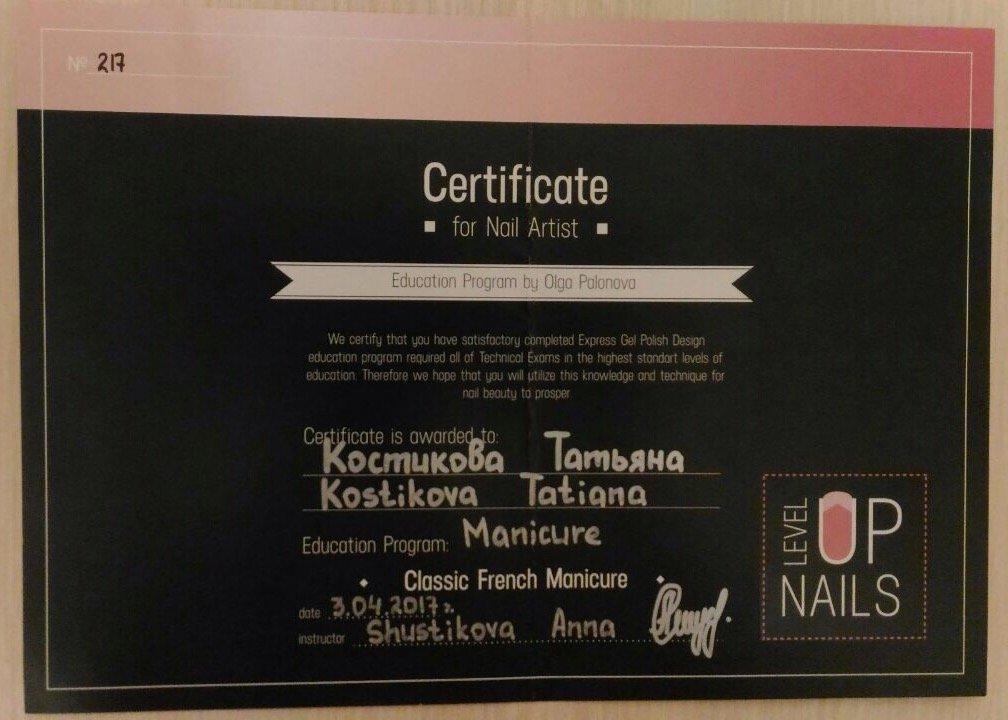 № 217
Certificate
for Nail Artist
Education Program by Olga Palonova
We certify that you have satisfactory completed Express Gel Polish Design
education program required all of Technical Exams in the highest standart levels of
education. Therefore we hope that you will utilize this knowledge and technique for
nail beauty to prosper
Certificate is awarded to:
Костикова Татьяна
Kostikova Tatiana
Education Program: Manicure
Classic French Manicure
date 3.04.2017г.
instructor Shustikova Anna
LEVEL UP
NAILS